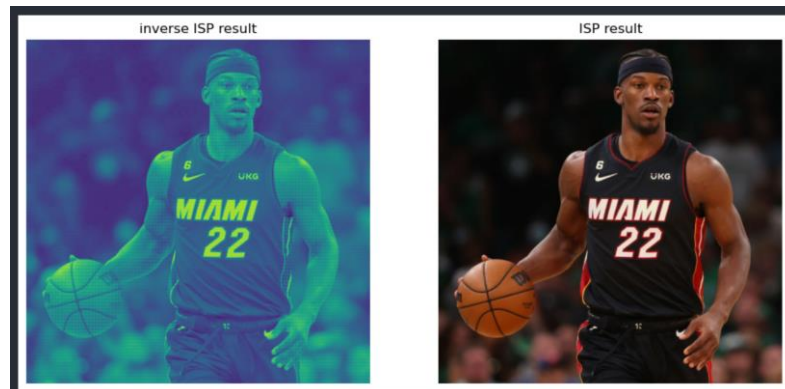 inverse ISP result
ISP result
6
UKG
MIAMI
22
6
UKG
MIAMI
22